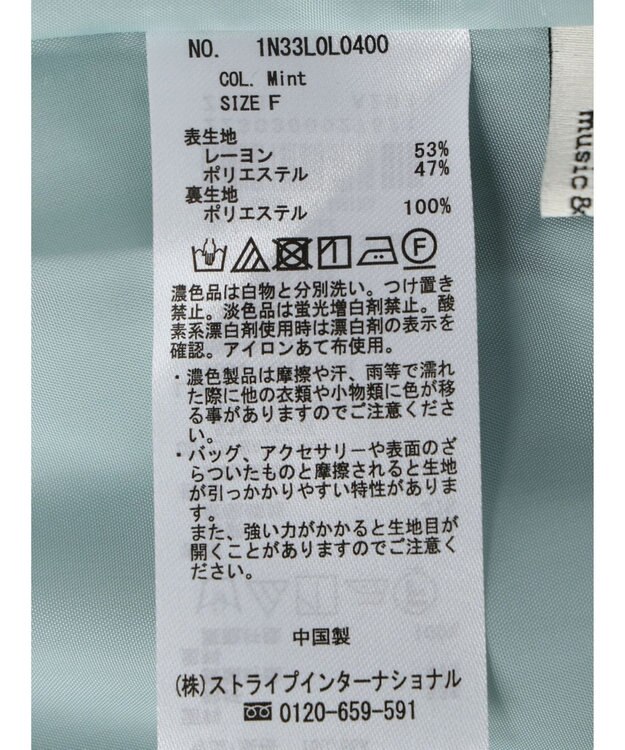 NO. 1N33L0L0400
COL. Mint
SIZE F
表生地
レーヨン 53%
ポリエステル 47%
裏生地
ポリエステル 100%
F
濃色品は白物と分別洗い。つけ置き
禁止。淡色品は蛍光増白剤禁止。酸
素系漂白剤使用時は漂白剤の表示を
確認。アイロンあて布使用。
・濃色製品は摩擦や汗、雨等で濡れ
た際に他の衣類や小物類に色が移
る事がありますのでご注意くださ
い。
・バッグ、アクセサリーや表面のざ
らついたものと摩擦されると生地
が引っかかりやすい特性がありま
す。
また、強い力がかかると生地目が
開くことがありますのでご注意く
ださい。
中国製
(株)ストライプインターナショナル
0120-659-591
music &